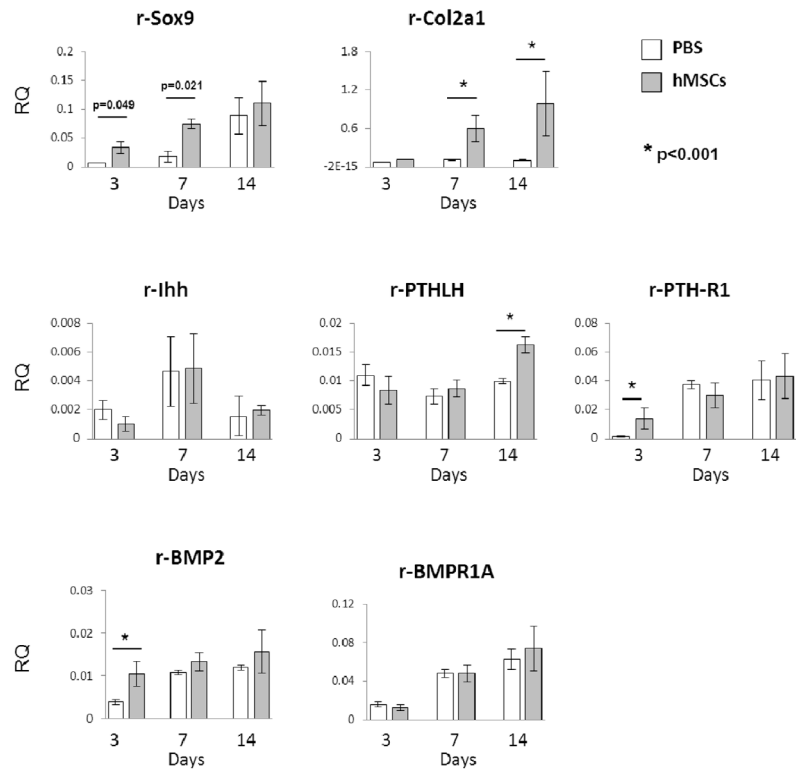 r-Sox9
RQ
0.2
0.15
0.1
0.05
0
p=0.049
p=0.021
3 7 14
Days
r-Col2a1
1.8
1.2
0.6
-2E-15
*
*
3 7 14
Days
PBS
hMSCs
* p<0.001
r-Ihh
RQ
0.008
0.006
0.004
0.002
0
3 7 14
Days
r-PTHLH
0.02
0.015
0.01
0.005
0
*
3 7 14
Days
r-PTH-R1
0.08
0.06
0.04
0.02
0
*
3 7 14
Days
r-BMP2
RQ
0.03
0.02
0.01
0
*
3 7 14
Days
r-BMPR1A
0.12
0.08
0.04
0
3 7 14
Days